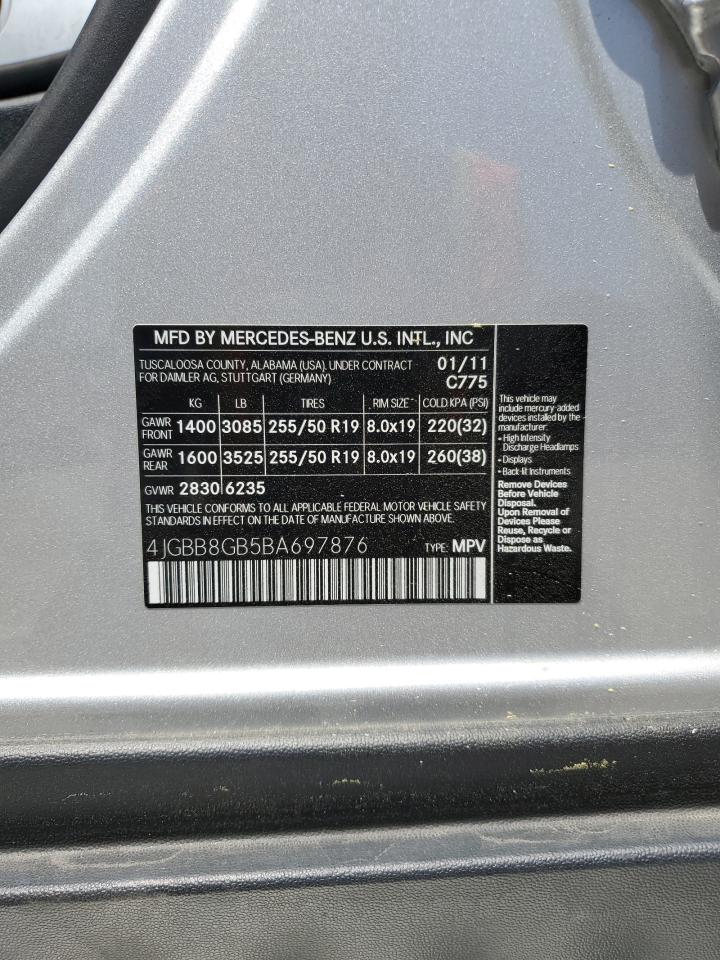 MFD BY MERCEDES-BENZ U.S. INTL., INC
TUSCALOOSA COUNTY, ALABAMA (USA). UNDER CONTRACT
FOR DAIMLER AG, STUTTGART (GERMANY)
01/11
C775
KG LB TIRES RIM SIZE COLD KPA (PSI)
GAWR FRONT 1400 3085 255/50 R19 8.0x19 220(32)
GAWR REAR 1600 3525 255/50 R19 8.0x19 260(38)
GVWR 2830 6235
THIS VEHICLE CONFORMS TO ALL APPLICABLE FEDERAL MOTOR VEHICLE SAFETY
STANDARDS IN EFFECT ON THE DATE OF MANUFACTURE SHOWN ABOVE.
4JGBB8GB5BA697876 TYPE: MPV
This vehicle may
include mercury-added
devices installed by the
manufacturer:
• High Intensity
Discharge Headlamps
• Displays
• Back-lit Instruments
Remove Devices
Before Vehicle
Disposal.
Upon Removal of
Devices Please
Reuse, Recycle or
Dispose as
Hazardous Waste.